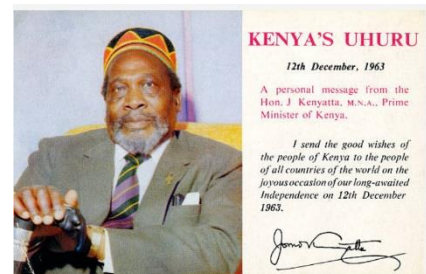 KENYA'S UHURU
12th December, 1963
A personal message from the
Hon. J Kenyatta, M.N.A., Prime
Minister of Kenya.
I send the good wishes of
the people of Kenya to the people
of all countries of the world on the
joyous occasion of our long-awaited
Independence on 12th December
1963.
Jomo Kenyatta